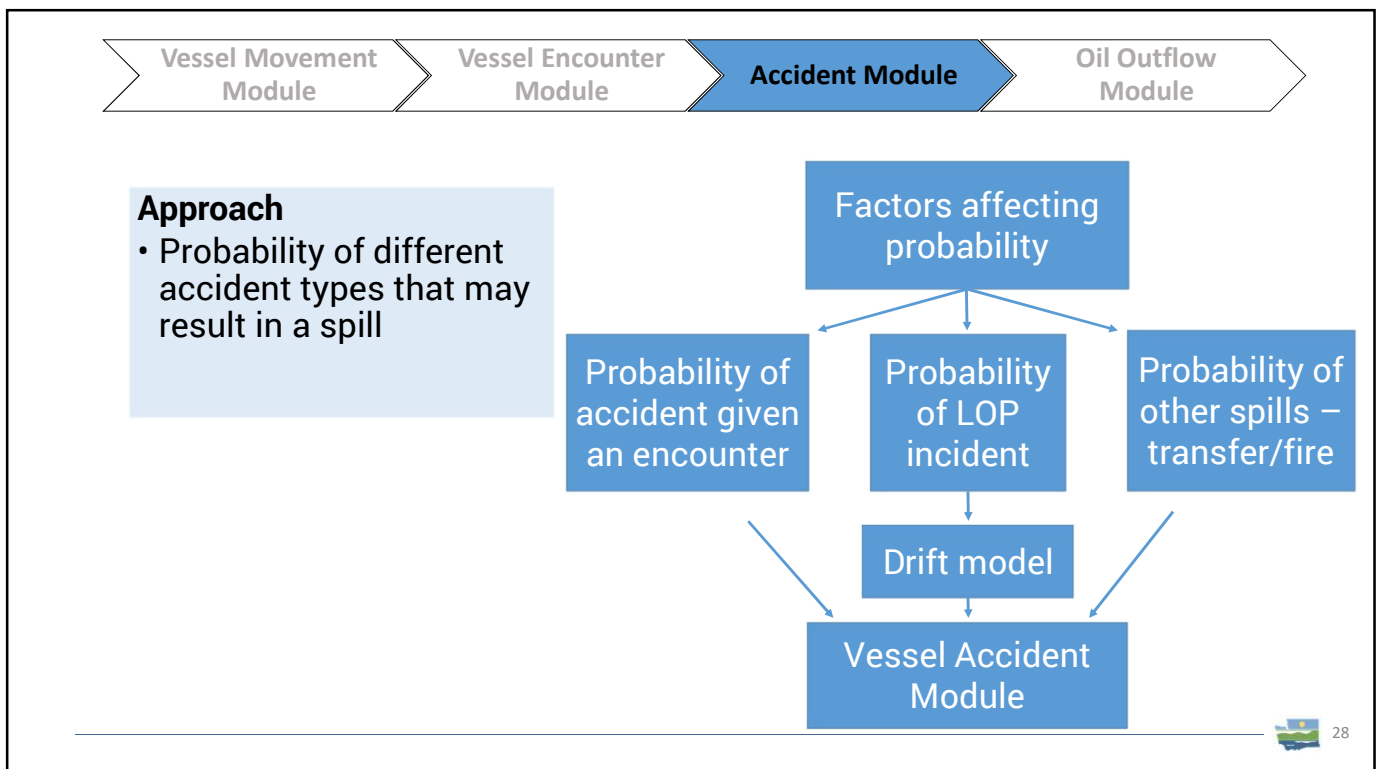 Vessel Movement
Module
Vessel Encounter
Module
Accident Module
Oil Outflow
Module
Approach
• Probability of different
accident types that may
result in a spill
Factors affecting
probability
Probability of
accident given
an encounter
Probability
of LOP
incident
Probability of
other spills –
transfer/fire
Drift model
Vessel Accident
Module
28